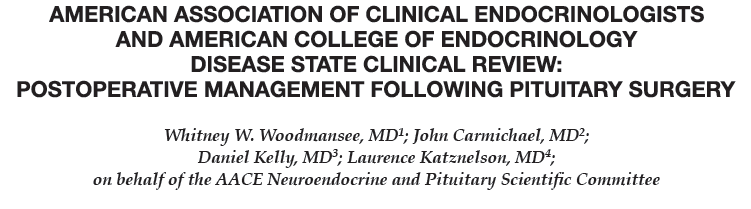 AMERICAN ASSOCIATION OF CLINICAL ENDOCRINOLOGISTS
AND AMERICAN COLLEGE OF ENDOCRINOLOGY
DISEASE STATE CLINICAL REVIEW:
POSTOPERATIVE MANAGEMENT FOLLOWING PITUITARY SURGERY
Whitney W. Woodmansee, MD¹; John Carmichael, MD²;
Daniel Kelly, MD³; Laurence Katznelson, MD⁴;
on behalf of the AACE Neuroendocrine and Pituitary Scientific Committee